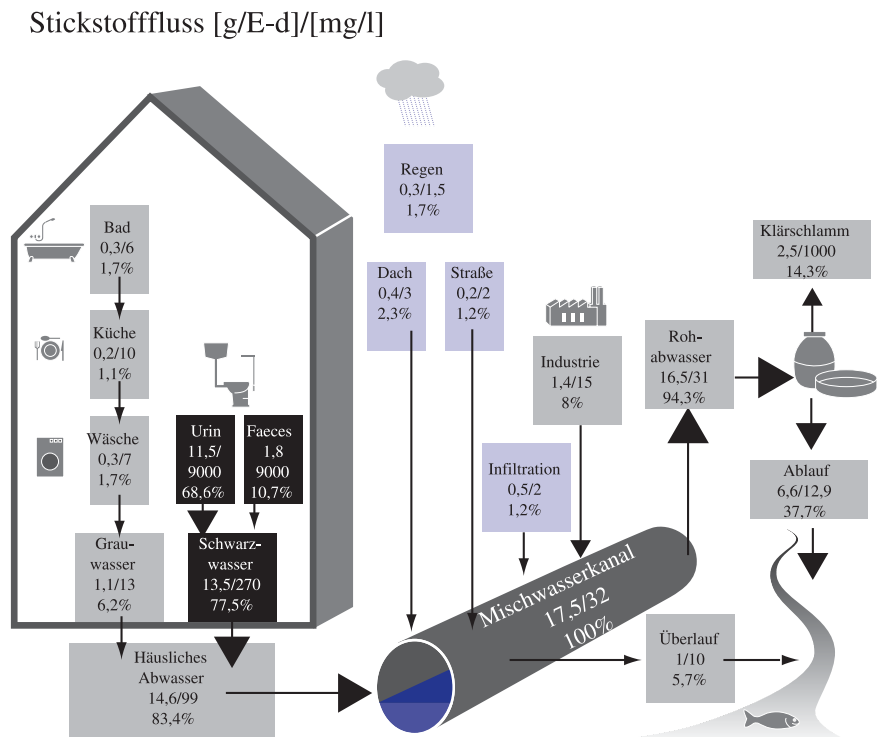 Stickstofffluss [g/E-d]/[mg/l]
Regen
0,3/1,5
1,7%
Bad
0,3/6
1,7%
Küche
0,2/10
1,1%
Wäsche
0,3/7
1,7%
Urin
11,5/
9000
68,6%
Faeces
1,8
9000
10,7%
Grau-
wasser
1,1/13
6,2%
Schwarz-
wasser
13,5/270
77,5%
Häusliches
Abwasser
14,6/99
83,4%
Dach
0,4/3
2,3%
Straße
0,2/2
1,2%
Industrie
1,4/15
8%
Infiltration
0,5/2
1,2%
Mischwasserkanal
17,5/32
100%
Roh-
abwasser
16,5/31
94,3%
Klärschlamm
2,5/1000
14,3%
Ablauf
6,6/12,9
37,7%
Überlauf
1/10
5,7%